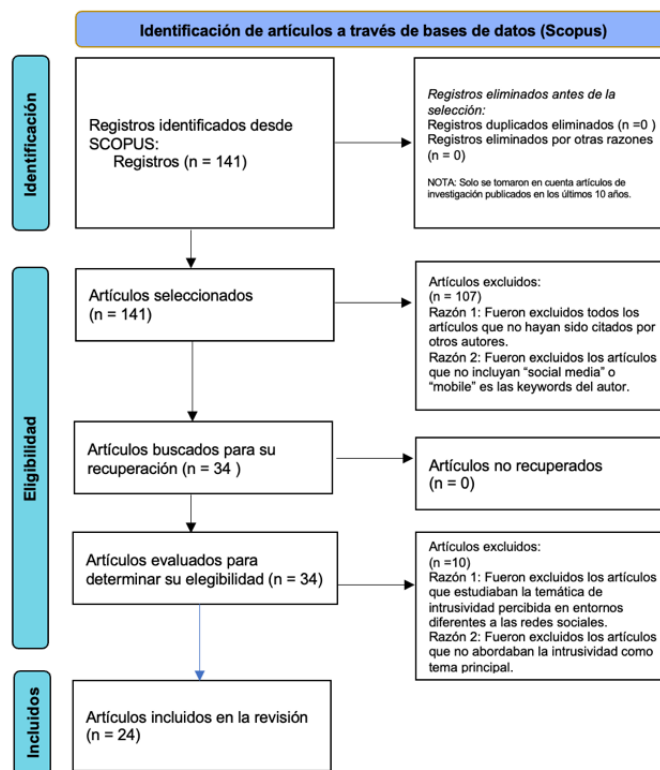 Identificación de artículos a través de bases de datos (Scopus)
Identificación
Registros identificados desde
SCOPUS:
Registros (n = 141)
Registros eliminados antes de la
selección:
Registros duplicados eliminados (n =0 )
Registros eliminados por otras razones
(n = 0)
NOTA: Solo se tomaron en cuenta artículos de
investigación publicados en los últimos 10 años.
Eligibilidad
Artículos seleccionados
(n = 141)
Artículos excluidos:
(n = 107)
Razón 1: Fueron excluidos todos los
artículos que no hayan sido citados por
otros autores.
Razón 2: Fueron excluidos los artículos
que no incluyan “social media” o
“mobile” es las keywords del autor.
Artículos buscados para su
recuperación (n = 34 )
Artículos no recuperados
(n = 0)
Artículos evaluados para
determinar su elegibilidad (n = 34)
Artículos excluidos:
(n =10)
Razón 1: Fueron excluidos los artículos
que estudiaban la temática de
intrusividad percibida en entornos
diferentes a las redes sociales.
Razón 2: Fueron excluidos los artículos
que no abordaban la intrusividad como
tema principal.
Incluidos
Artículos incluidos en la revisión
(n = 24)